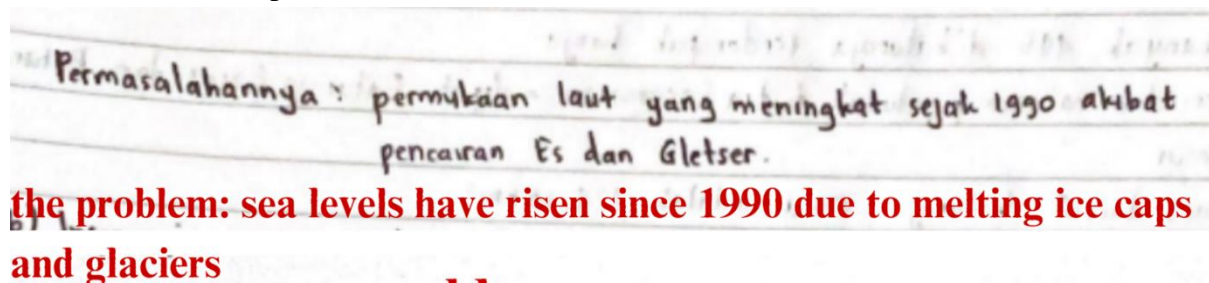 Permasalahannya : permukaan laut yang meningkat sejak 1990 akibat
pencairan Es dan Gletser.
the problem: sea levels have risen since 1990 due to melting ice caps
and glaciers